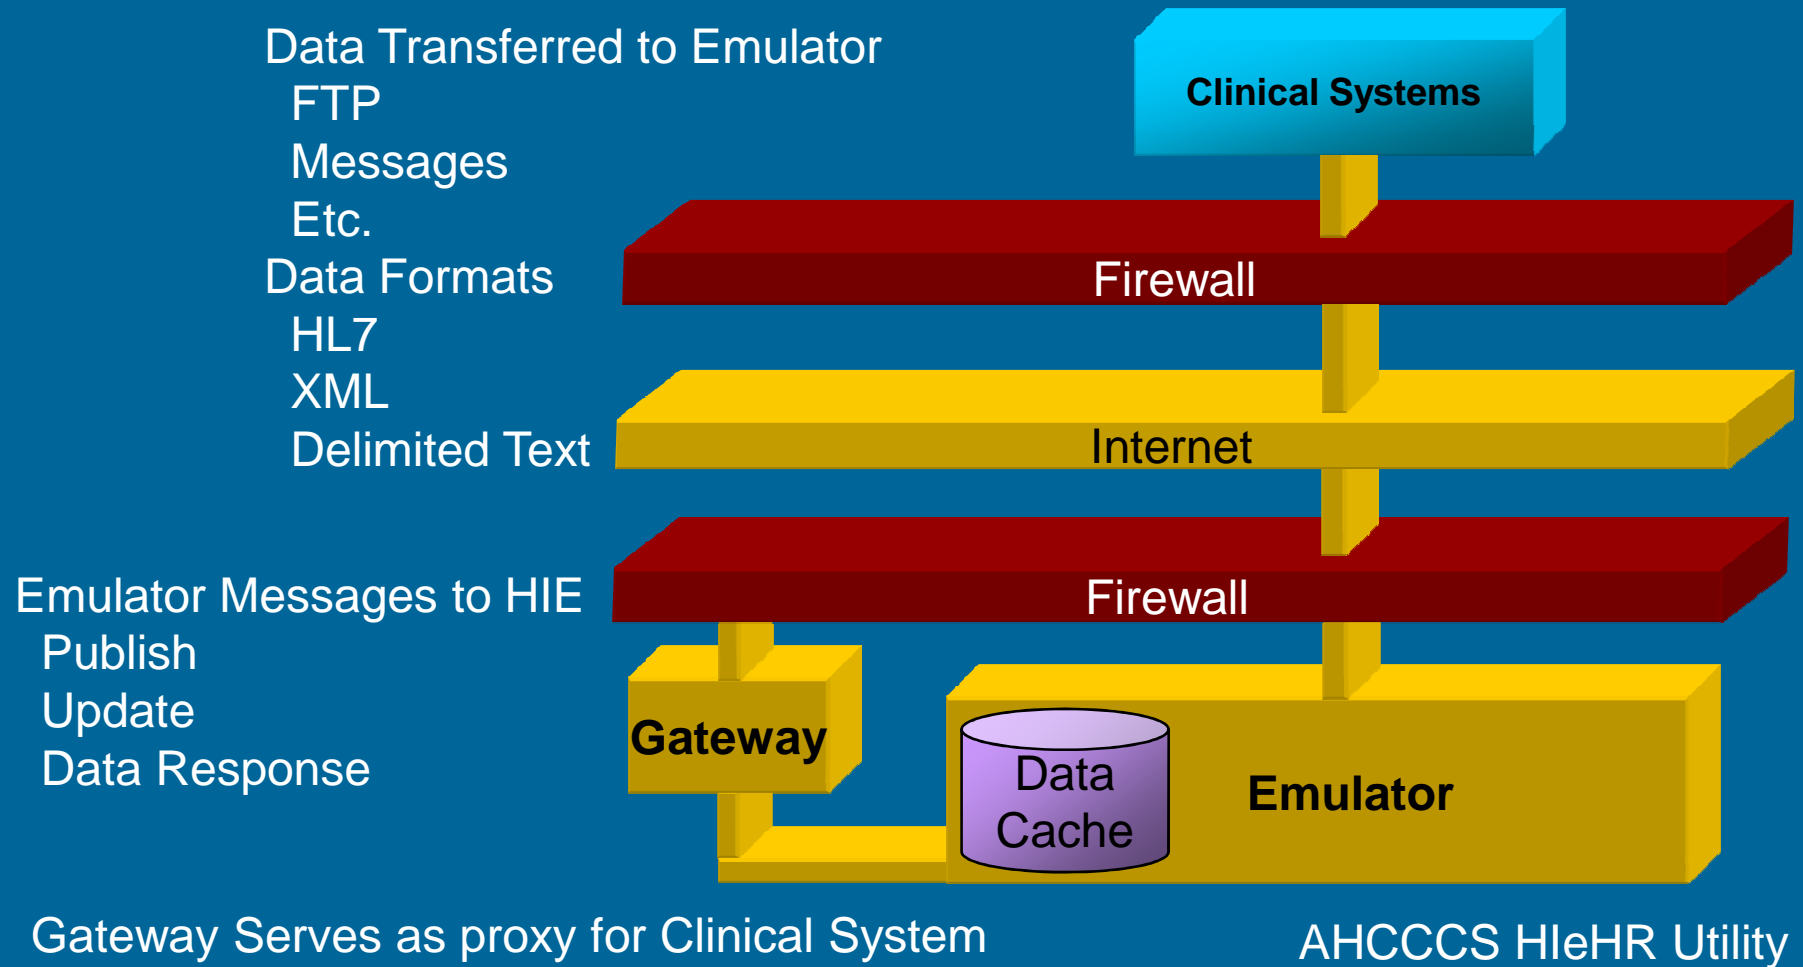 Data Transferred to Emulator
FTP
Messages
Etc.
Data Formats
HL7
XML
Delimited Text
Clinical Systems
Firewall
Internet
Firewall
Emulator Messages to HIE
Publish
Update
Data Response
Gateway
Data
Cache
Emulator
Gateway Serves as proxy for Clinical System
AHCCCS HIeHR Utility